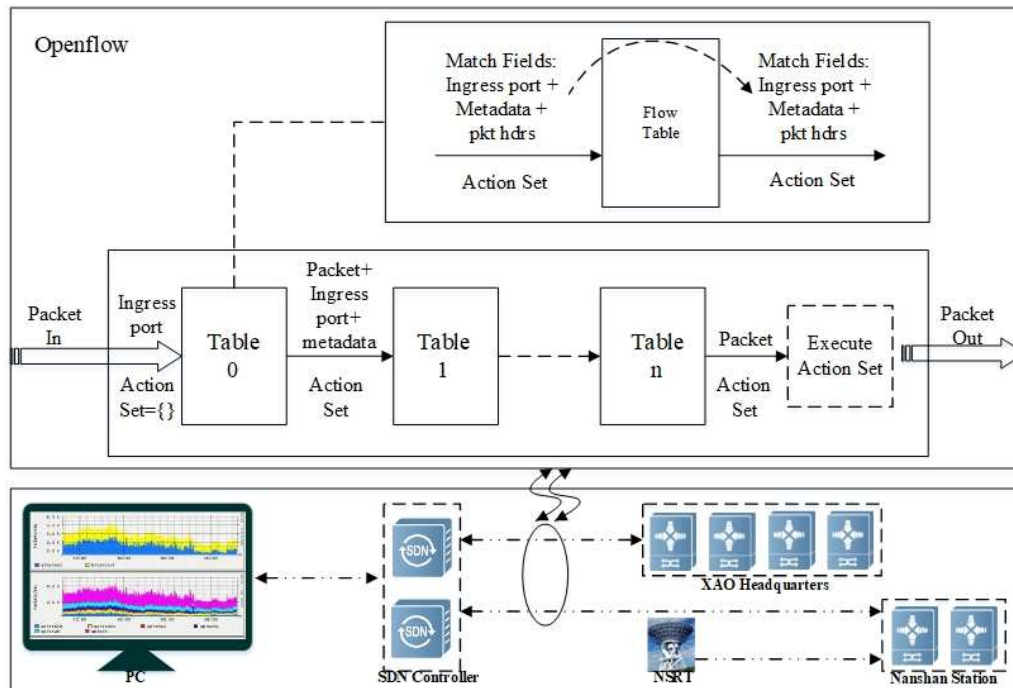 Openflow
Match Fields:
Ingress port +
Metadata +
pkt hdrs
Action Set
Flow
Table
Match Fields:
Ingress port +
Metadata +
pkt hdrs
Action Set
Packet
In
Ingress
port
Action
Set={}
Table
0
Packet+
Ingress
port+
metadata
Action
Set
Table
1
Table
n
Packet
Action
Set
Execute
Action Set
Packet
Out
SDN
SDN
XAO Headquarters
PC
SDN Controller
NSRT
Nanshan Station